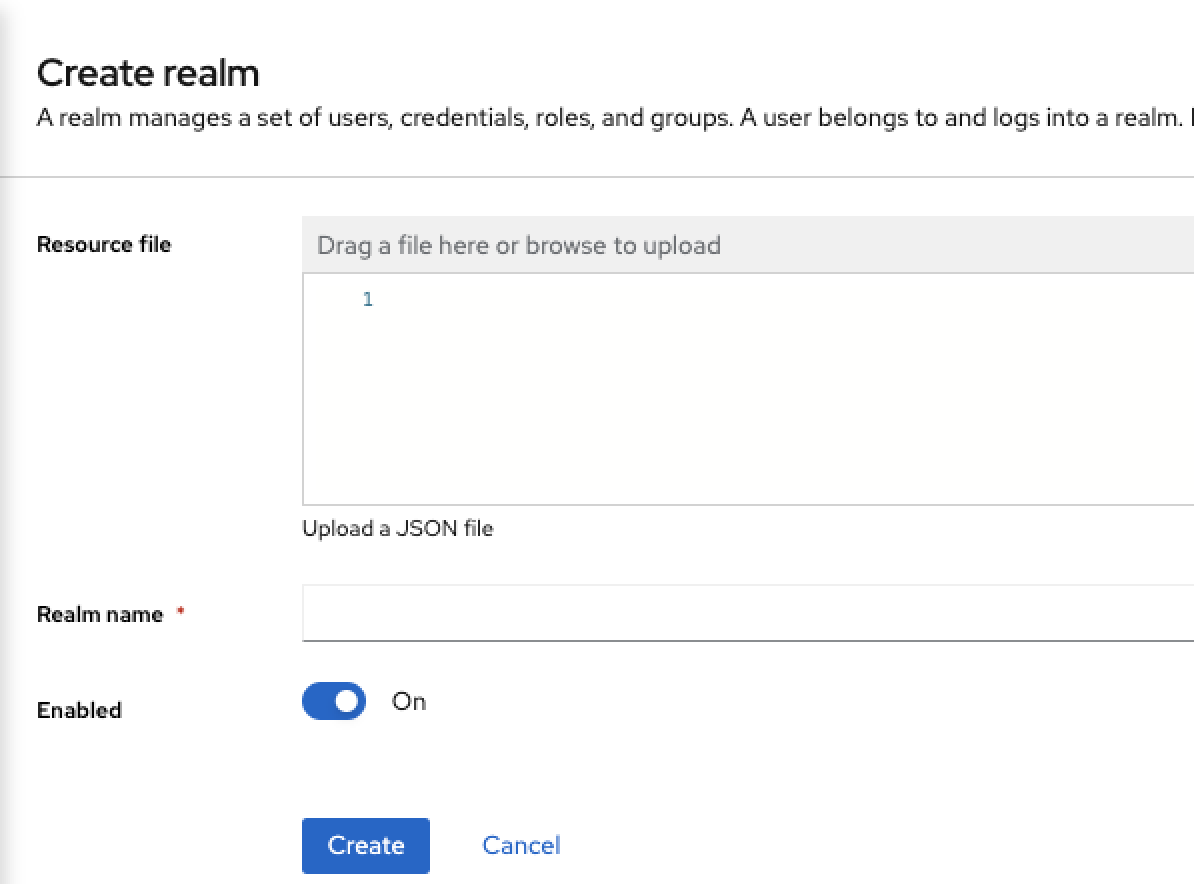 Create realm
A realm manages a set of users, credentials, roles, and groups. A user belongs to and logs into a realm.
Resource file
Drag a file here or browse to upload
1
Upload a JSON file
Realm name *
Enabled
On
Create Cancel